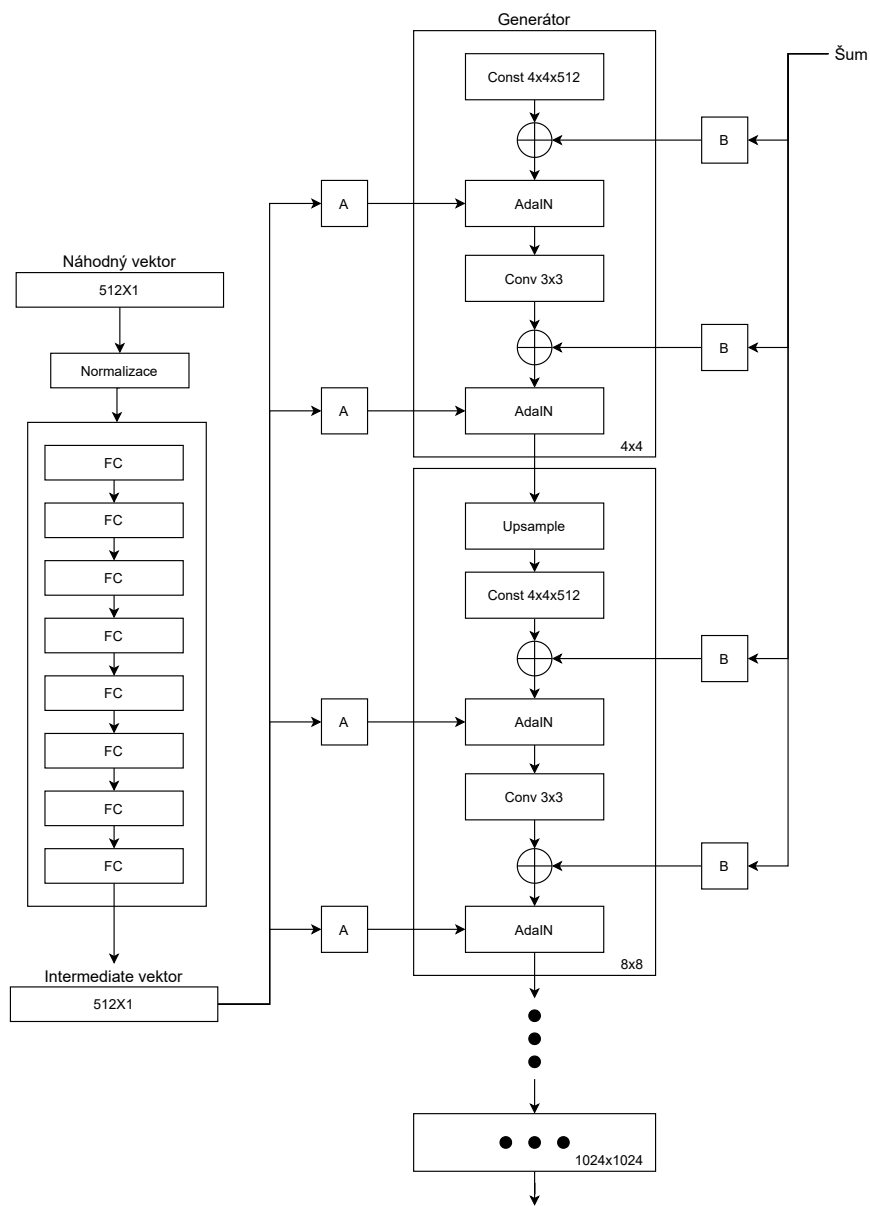 Generátor
Const 4x4x512
Šum
B
A
AdaIN
Conv 3x3
B
A
AdaIN
4x4
Náhodný vektor
512X1
Normalizace
FC
FC
FC
FC
FC
FC
FC
FC
Intermediate vektor
512X1
Upsample
Const 4x4x512
B
A
AdaIN
Conv 3x3
B
A
AdaIN
8x8
1024x1024